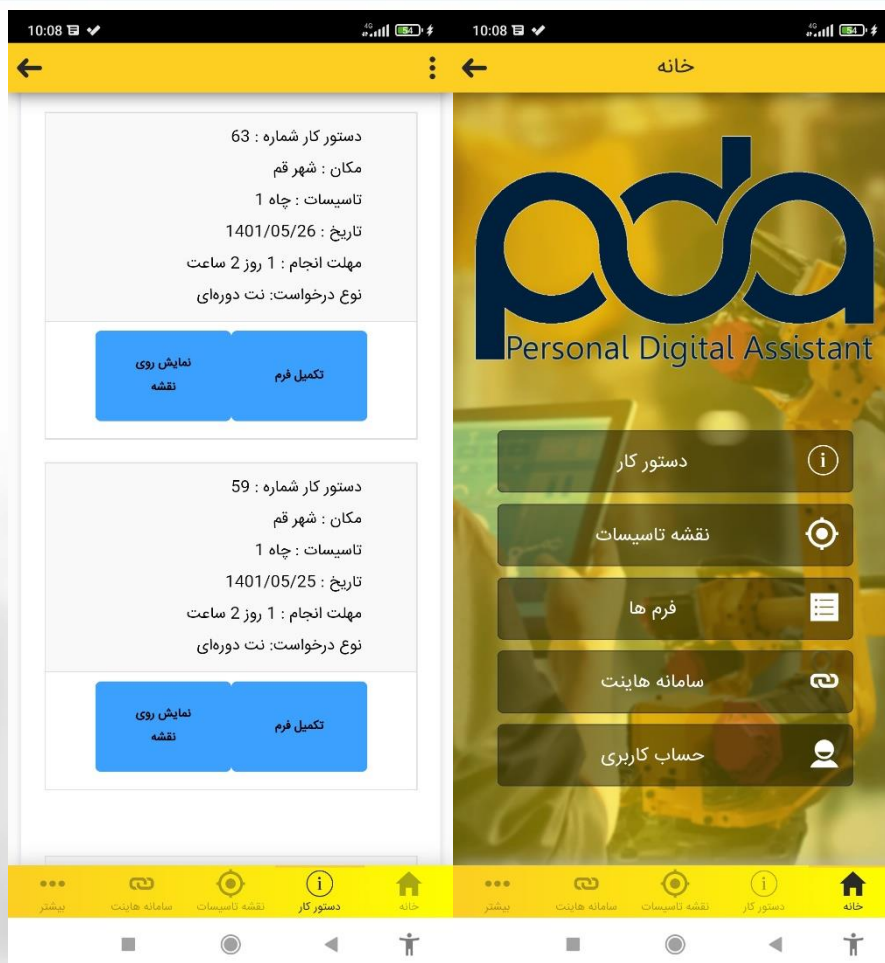 10:08
4G
54
دستور کار شماره : 63
مکان : شهر قم
تاسیسات : چاه 1
تاریخ : 1401/05/26
مهلت انجام : 1 روز 2 ساعت
نوع درخواست: نت دوره‌ای
تکمیل فرم
نمایش روی
نقشه
دستور کار شماره : 59
مکان : شهر قم
تاسیسات : چاه 1
تاریخ : 1401/05/25
مهلت انجام : 1 روز 2 ساعت
نوع درخواست: نت دوره‌ای
تکمیل فرم
نمایش روی
نقشه
خانه
دستور کار
نقشه تاسیسات
سامانه هاینت
بیشتر
10:08
4G
54
خانه
pda
Personal Digital Assistant
دستور کار
نقشه تاسیسات
فرم ها
سامانه هاینت
حساب کاربری
خانه
دستور کار
نقشه تاسیسات
سامانه هاینت
بیشتر